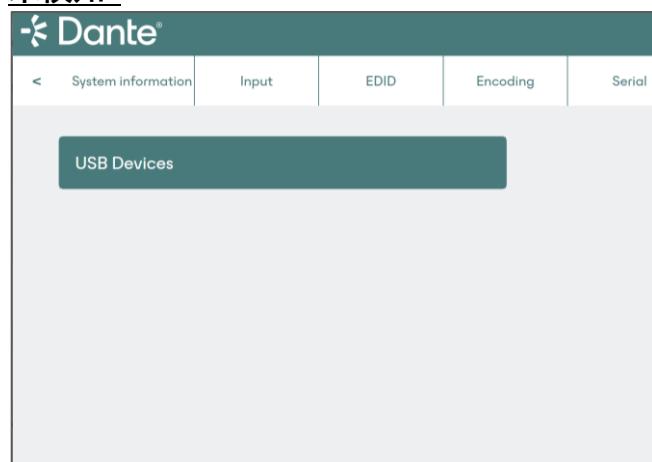 Dante®
< System information Input EDID Encoding Serial
USB Devices